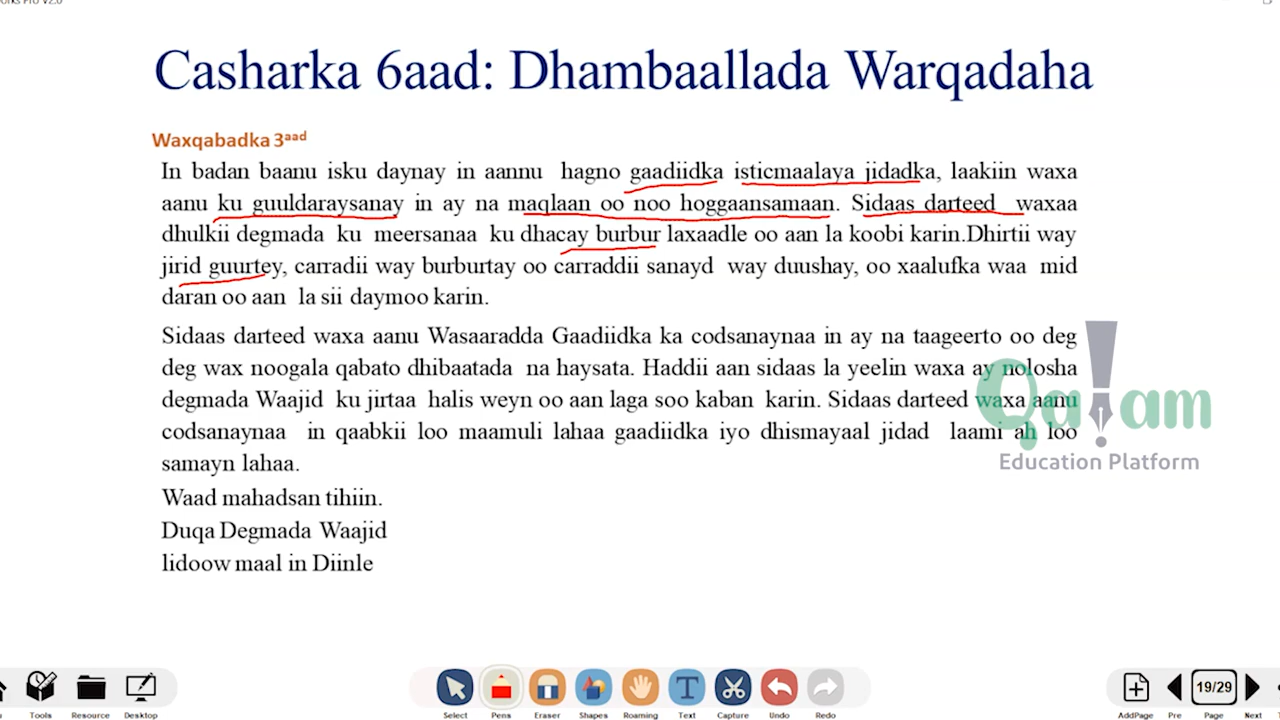 Casharka 6aad: Dhambaallada Warqadaha
Waxqabadka 3aad
In badan baanu isku daynay in aannu hagno gaadiidka isticmaalaya jidadka, laakiin waxa
aanu ku guuldaraysanay in ay na maqlaan oo noo hoggaansamaan. Sidaas darteed waxaa
dhulkii degmada ku meersanaa ku dhacay burbur laxaadle oo aan la koobi karin.Dhirtii way
jirid guurtey, carradii way burburtay oo carraddii sanayd way duushay, oo xaalufka waa mid
daran oo aan la sii daymoo karin.
Sidaas darteed waxa aanu Wasaaradda Gaadiidka ka codsanaynaa in ay na taageerto oo deg
deg wax noogala qabato dhibaatada na haysata. Haddii aan sidaas la yeelin waxa ay nolosha
degmada Waajid ku jirtaa halis weyn oo aan laga soo kaban karin. Sidaas darteed waxa aanu
codsanaynaa in qaabkii loo maamuli lahaa gaadiidka iyo dhismayaal jidad laami ah loo
samayn lahaa.
Waad mahadsan tihiin.
Duqa Degmada Waajid
lidoow maal in Diinle
Qalam
Education Platform
Tools Resource Desktop Select Pens Eraser Shapes Roaming Text Capture Undo Redo AddPage Pre 19/29 Page Next